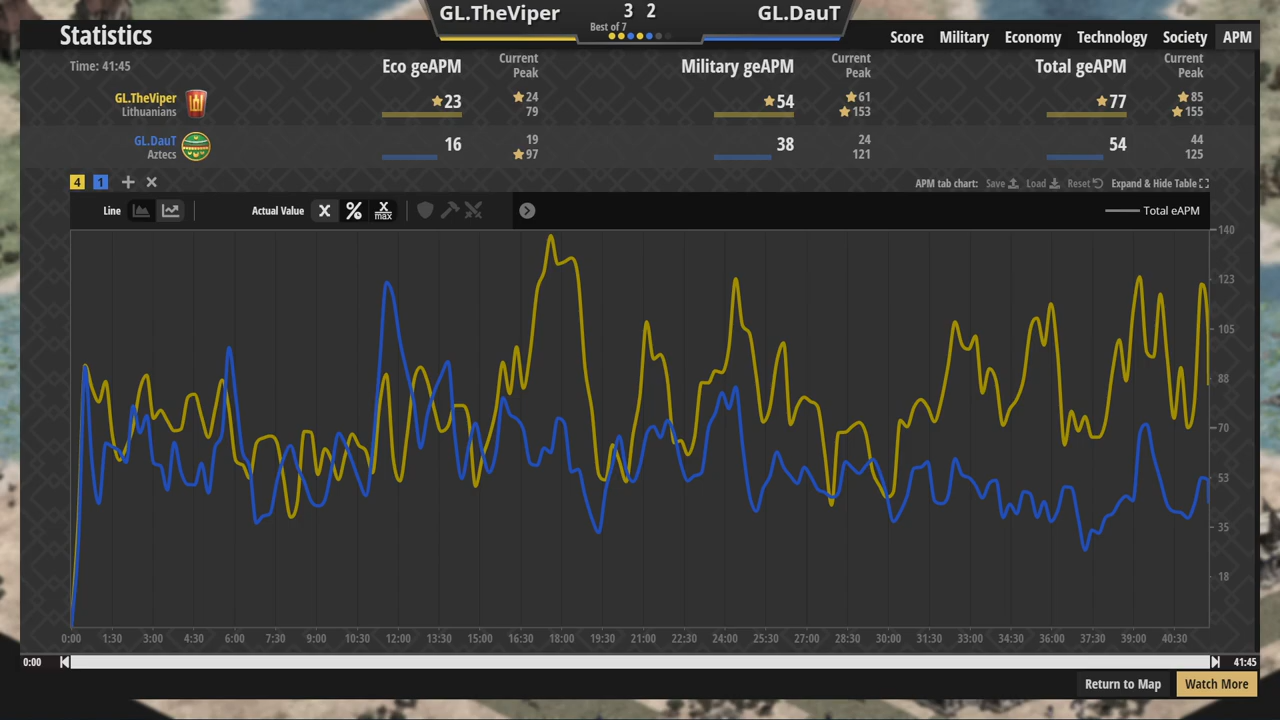 GL.TheViper 3 2 GL.DauT
Best of 7
Statistics
Score Military Economy Technology Society APM
Time: 41:45
Eco geAPM Current Peak Military geAPM Current Peak Total geAPM Current Peak
GL.TheViper
Lithuanians
23 24 79 54 61 153 77 85 155
GL.DauT
Aztecs
16 19 97 38 24 121 54 44 125
4 1
APM tab chart: Save Load Reset Expand & Hide Table
Line Actual Value X % X max Total eAPM
140
123
105
88
70
53
35
18
0:00 1:30 3:00 4:30 6:00 7:30 9:00 10:30 12:00 13:30 15:00 16:30 18:00 19:30 21:00 22:30 24:00 25:30 27:00 28:30 30:00 31:30 33:00 34:30 36:00 37:30 39:00 40:30
0:00 41:45
Return to Map Watch More